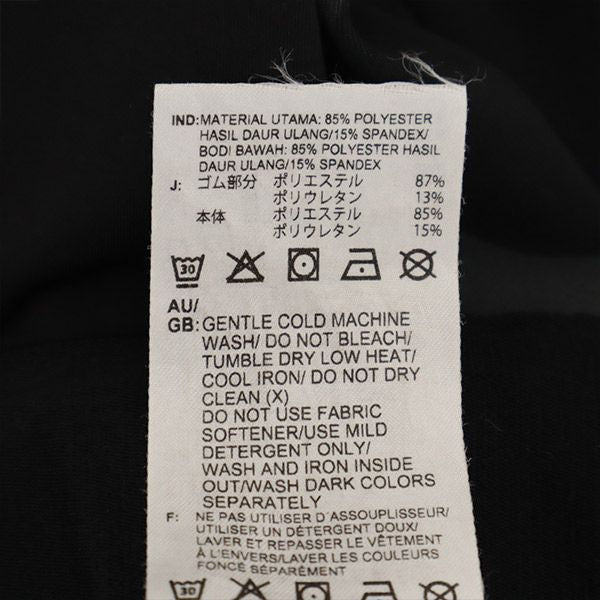 IND: MATERIAL UTAMA: 85% POLYESTER
HASIL DAUR ULANG/15% SPANDEX/
BODI BAWAH: 85% POLYESTER HASIL
DAUR ULANG/15% SPANDEX
J: ゴム部分 ポリエステル 87%
ポリウレタン 13%
本体 ポリエステル 85%
ポリウレタン 15%
30
AU/
GB: GENTLE COLD MACHINE
WASH/ DO NOT BLEACH/
TUMBLE DRY LOW HEAT/
COOL IRON/ DO NOT DRY
CLEAN (X)
DO NOT USE FABRIC
SOFTENER/USE MILD
DETERGENT ONLY/
WASH AND IRON INSIDE
OUT/WASH DARK COLORS
SEPARATELY
F: NE PAS UTILISER D´ASSOUPLISSEUR/
UTILISER UN DÉTERGENT DOUX/
LAVER ET REPASSER LE VÊTEMENT
À L'ENVERS/LAVER LES COULEURS
FONCÉ SÉPARÉMENT
30